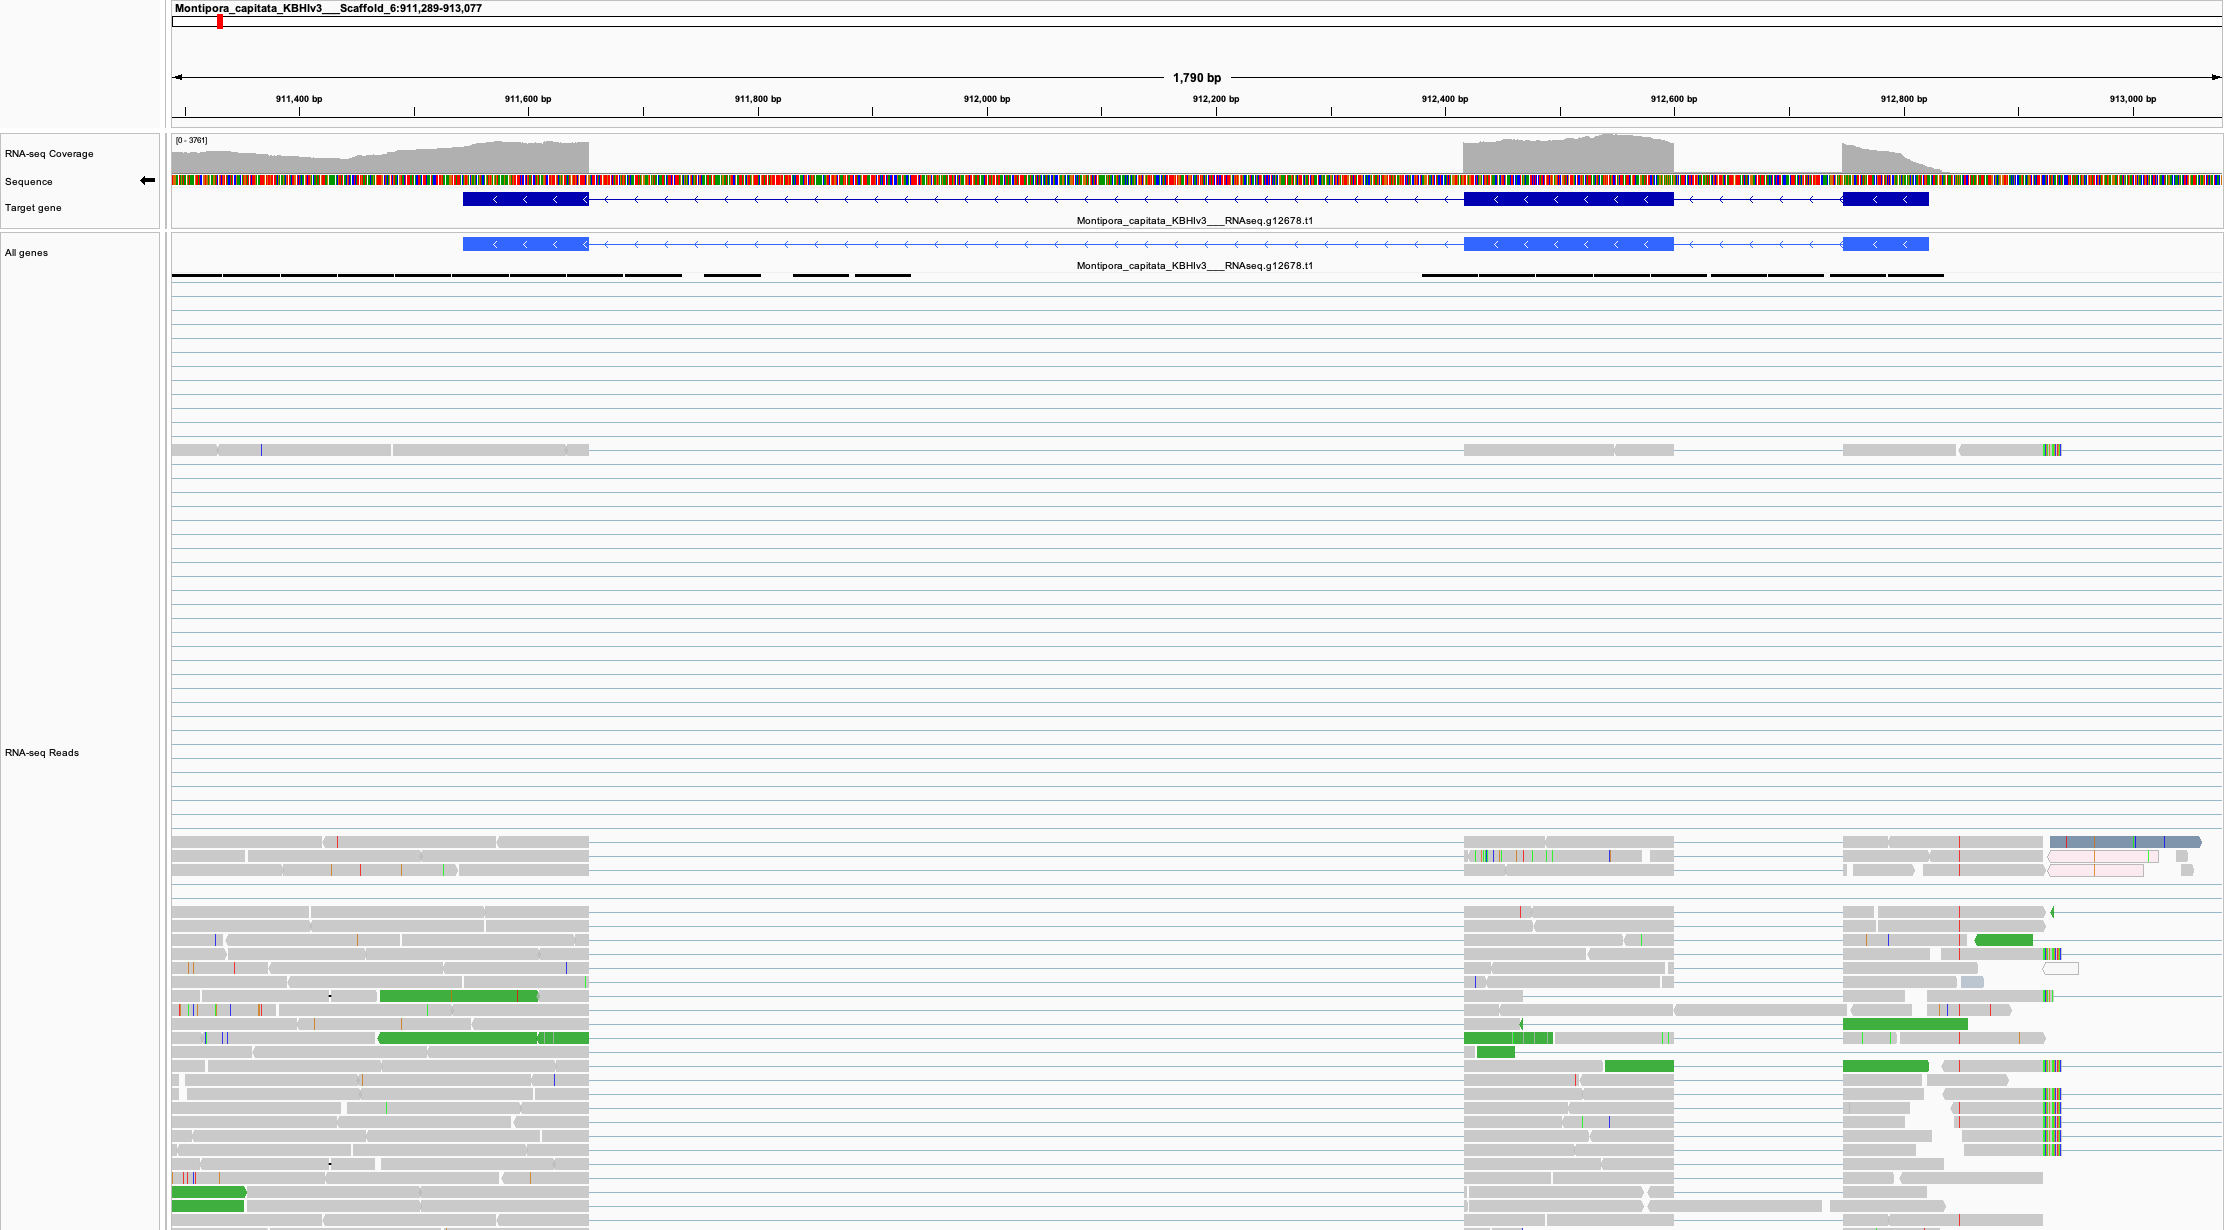 Montipora_capitata_KBHIv3___Scaffold_6:911,289-913,077
1,790 bp
911,400 bp 911,600 bp 911,800 bp 912,000 bp 912,200 bp 912,400 bp 912,600 bp 912,800 bp 913,000 bp
[0 - 3761]
RNA-seq Coverage
Sequence
Target gene
Montipora_capitata_KBHIv3___RNAseq.g12678.t1
All genes
Montipora_capitata_KBHIv3___RNAseq.g12678.t1
RNA-seq Reads